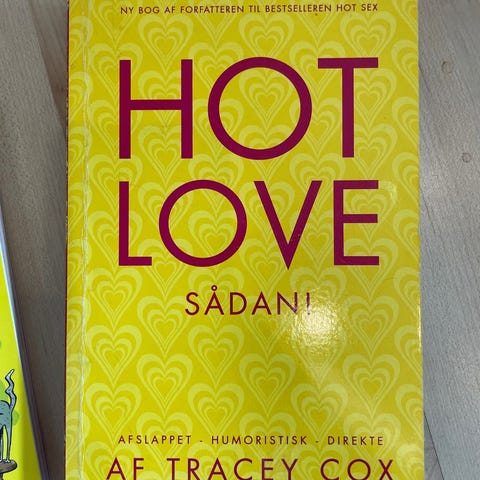 NY BOG AF FORFATTEREN TIL BESTSELLEREN HOT SEX
HOT
LOVE
SÅDAN!
AFSLAPPET - HUMORISTISK - DIREKTE
AF TRACEY COX